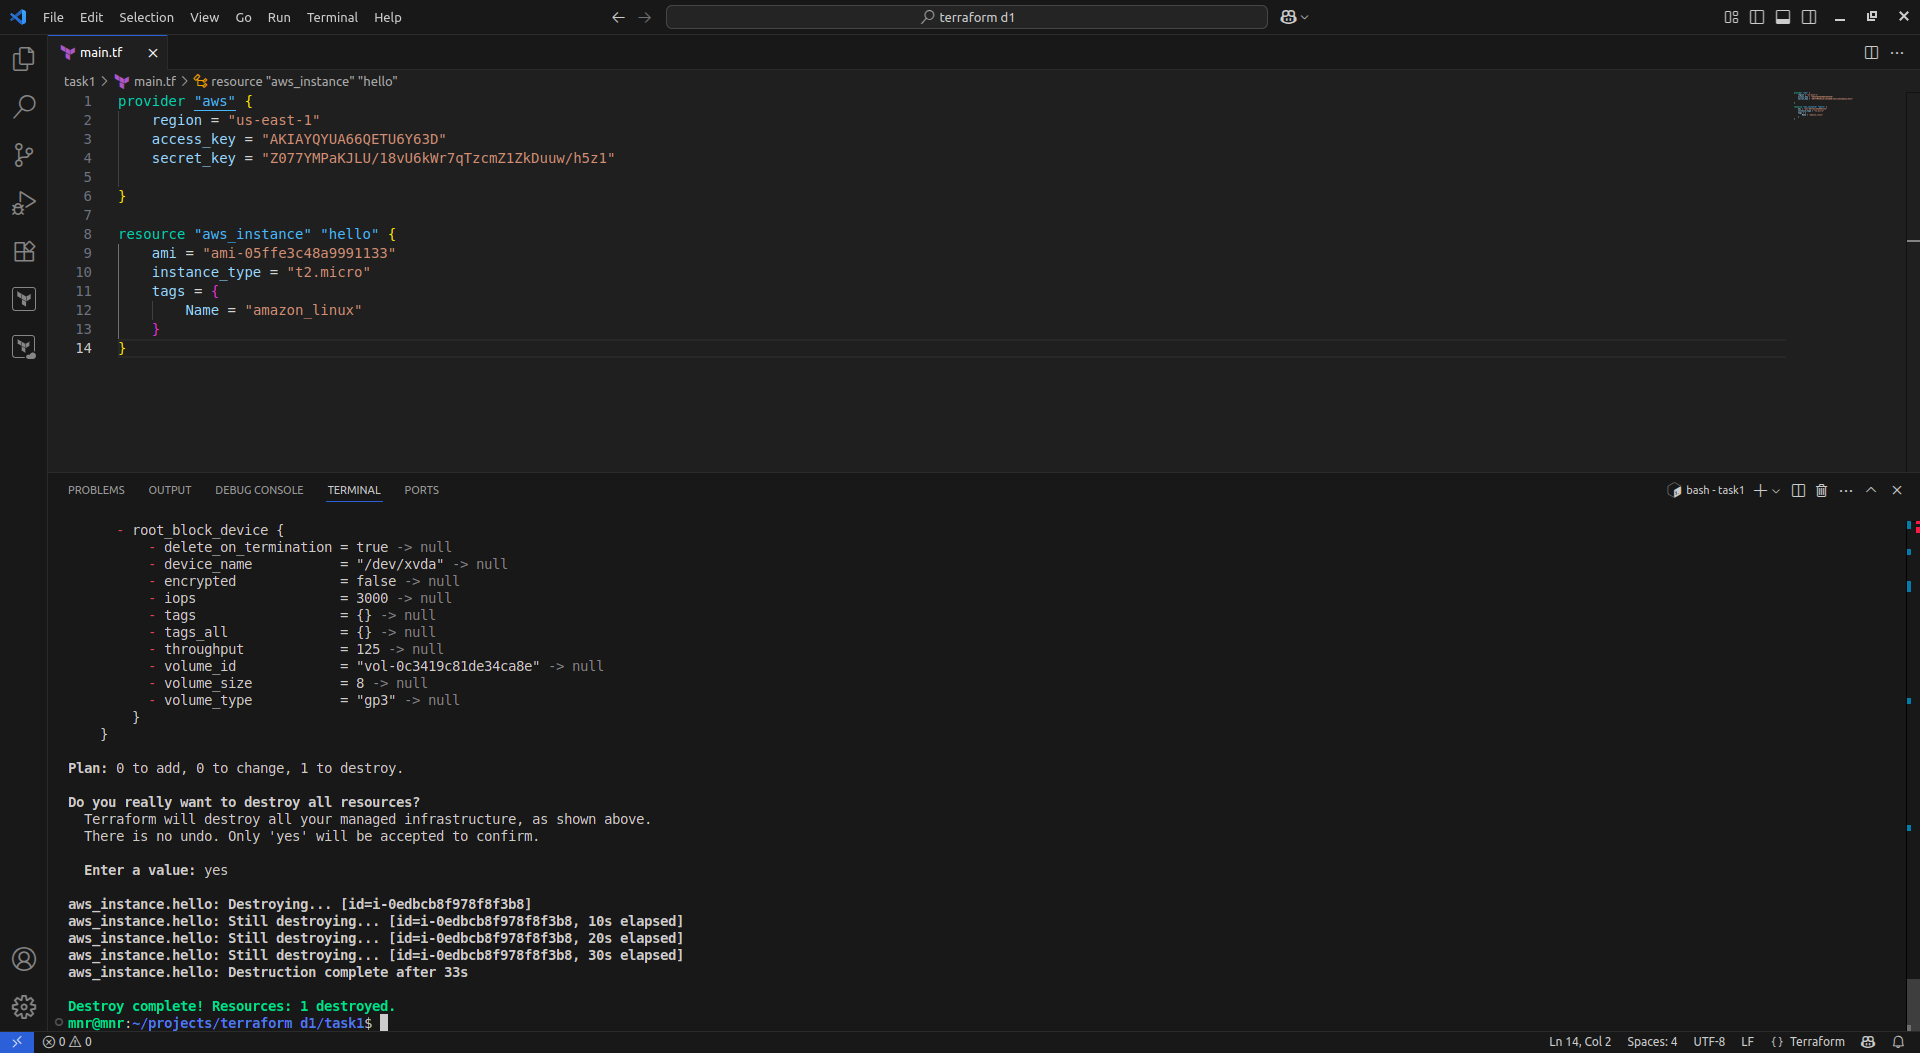 File Edit Selection View Go Run Terminal Help
terraform d1
main.tf
task1 > main.tf > resource "aws_instance" "hello"
1 provider "aws" {
2 region = "us-east-1"
3 access_key = "AKIAYQYUA66QETU6Y63D"
4 secret_key = "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"
5
6 }
7
8 resource "aws_instance" "hello" {
9 ami = "ami-05ffe3c48a9991133"
10 instance_type = "t2.micro"
11 tags = {
12 Name = "amazon_linux"
13 }
14 }
PROBLEMS OUTPUT DEBUG CONSOLE TERMINAL PORTS
bash - task1
- root_block_device {
- delete_on_termination = true -> null
- device_name = "/dev/xvda" -> null
- encrypted = false -> null
- iops = 3000 -> null
- tags = {} -> null
- tags_all = {} -> null
- throughput = 125 -> null
- volume_id = "vol-0c3419c81de34ca8e" -> null
- volume_size = 8 -> null
- volume_type = "gp3" -> null
}
}
Plan: 0 to add, 0 to change, 1 to destroy.
Do you really want to destroy all resources?
Terraform will destroy all your managed infrastructure, as shown above.
There is no undo. Only 'yes' will be accepted to confirm.
Enter a value: yes
aws_instance.hello: Destroying... [id=i-0edbcb8f978f8f3b8]
aws_instance.hello: Still destroying... [id=i-0edbcb8f978f8f3b8, 10s elapsed]
aws_instance.hello: Still destroying... [id=i-0edbcb8f978f8f3b8, 20s elapsed]
aws_instance.hello: Still destroying... [id=i-0edbcb8f978f8f3b8, 30s elapsed]
aws_instance.hello: Destruction complete after 33s
Destroy complete! Resources: 1 destroyed.
mnr@mnr:~/projects/terraform d1/task1$
0 0
Ln 14, Col 2 Spaces: 4 UTF-8 LF {} Terraform